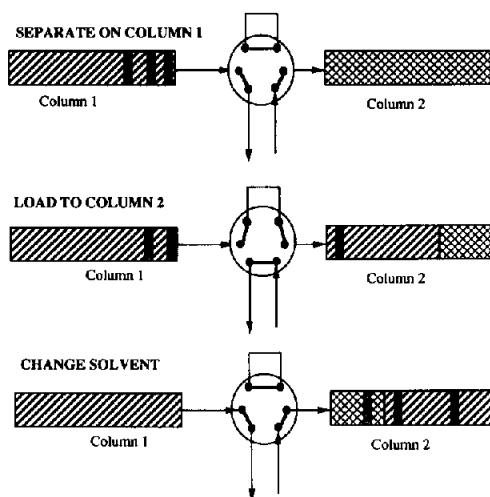 SEPARATE ON COLUMN 1
Column 1
Column 2
LOAD TO COLUMN 2
Column 1
Column 2
CHANGE SOLVENT
Column 1
Column 2